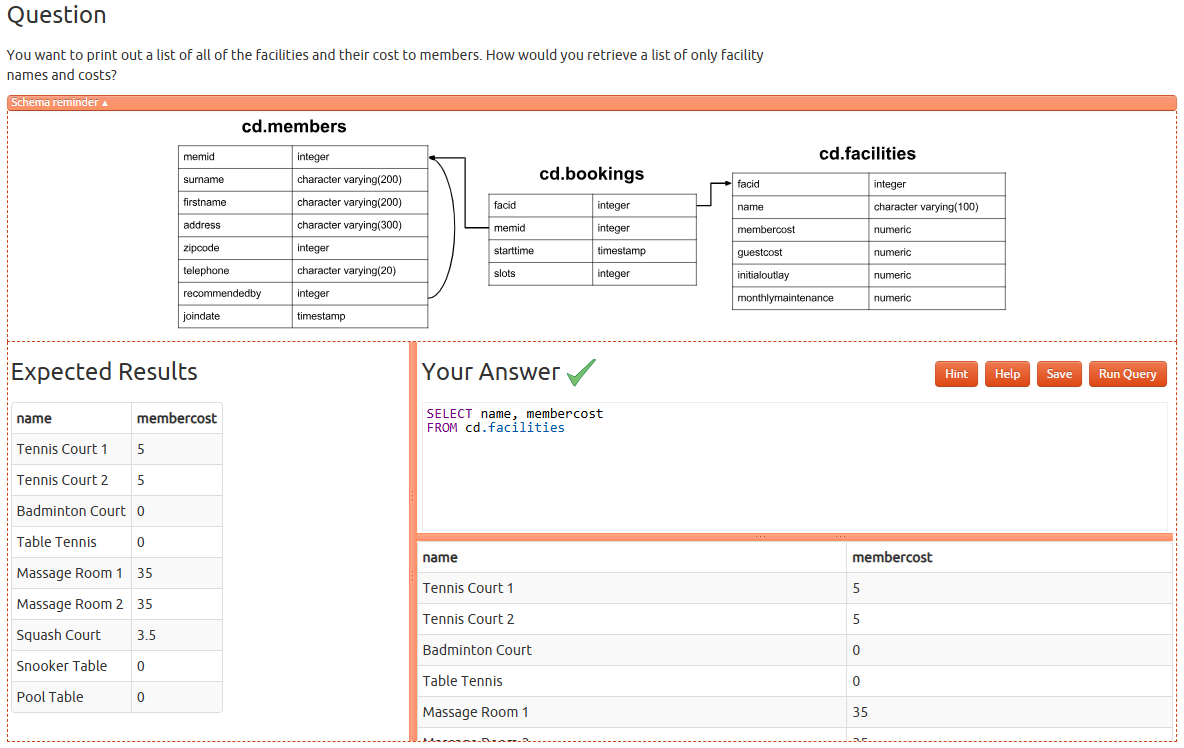 Question
You want to print out a list of all of the facilities and their cost to members. How would you retrieve a list of only facility
names and costs?
Schema reminder ▲
cd.members
memid integer
surname character varying(200)
firstname character varying(200)
address character varying(300)
zipcode integer
telephone character varying(20)
recommendedby integer
joindate timestamp
cd.bookings
facid integer
memid integer
starttime timestamp
slots integer
cd.facilities
facid integer
name character varying(100)
membercost numeric
guestcost numeric
initialoutlay numeric
monthlymaintenance numeric
Expected Results
name membercost
Tennis Court 1 5
Tennis Court 2 5
Badminton Court 0
Table Tennis 0
Massage Room 1 35
Massage Room 2 35
Squash Court 3.5
Snooker Table 0
Pool Table 0
Your Answer
Hint Help Save Run Query
SELECT name, membercost
FROM cd.facilities
name membercost
Tennis Court 1 5
Tennis Court 2 5
Badminton Court 0
Table Tennis 0
Massage Room 1 35